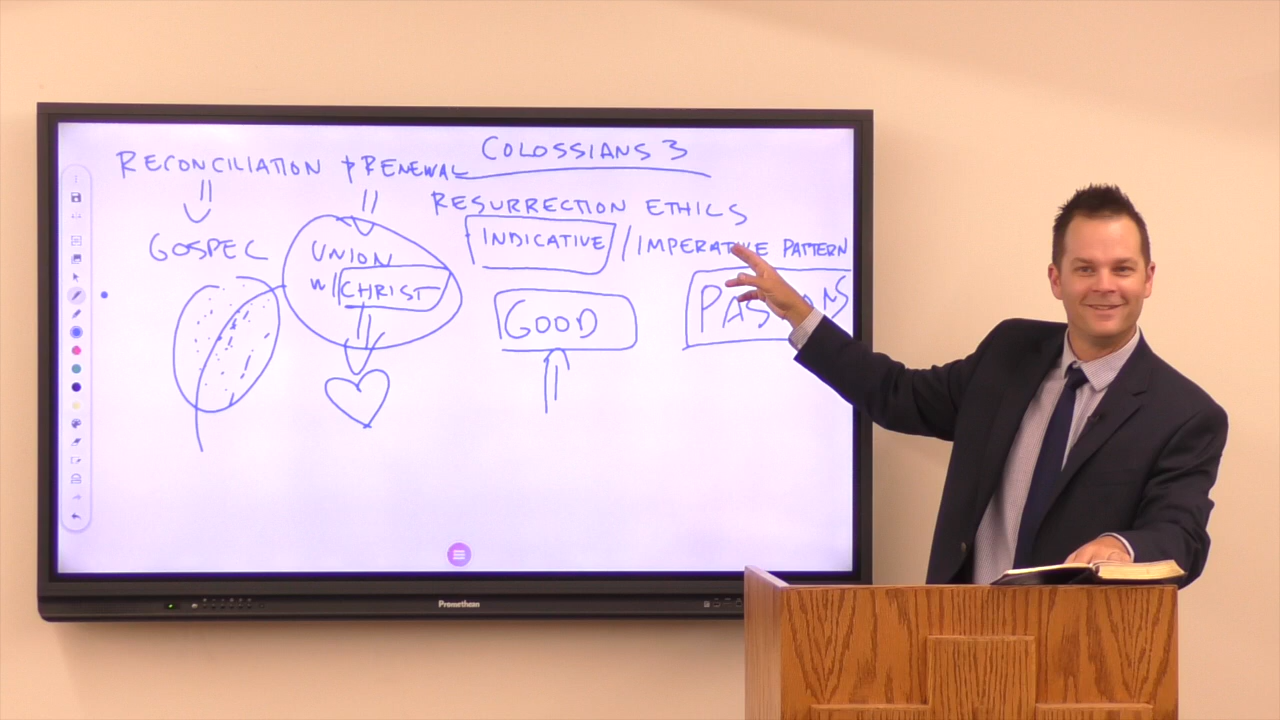 COLOSSIANS 3
RECONCILIATION + RENEWAL
RESURRECTION ETHICS
GOSPEL
UNION
W/ CHRIST
INDICATIVE / IMPERATIVE PATTERN
GOOD
Promethean